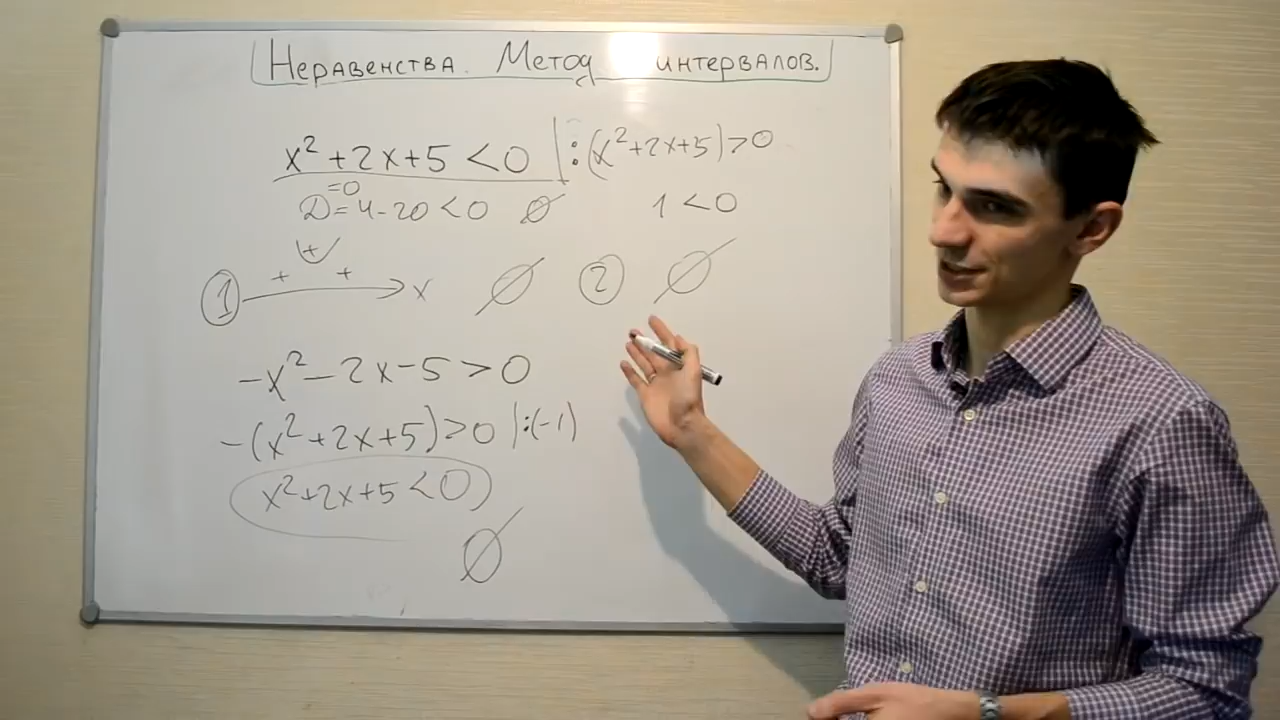 Неравенства. Метод интервалов.
x²+2x+5<0 | :(x²+2x+5)>0
=0
D=4-20<0 ∅ 1<0
+
+ +
① x ∅ ② ∅
-x²-2x-5>0
-(x²+2x+5)>0 |:(-1)
x²+2x+5<0
∅